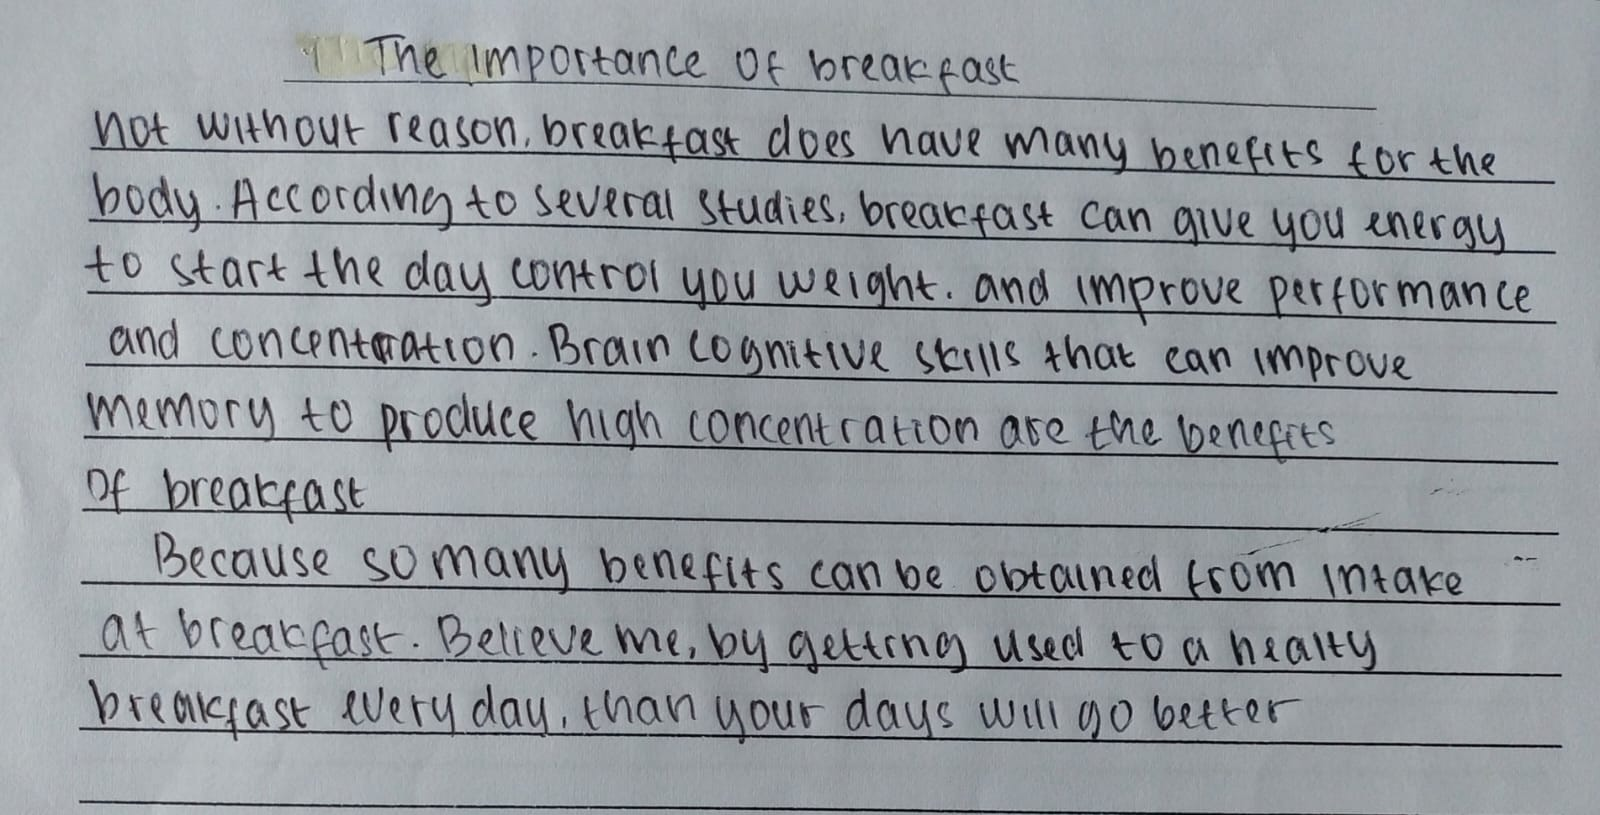 The importance of breakfast
not without reason, breakfast does have many benefits for the
body. According to several studies, breakfast can give you energy
to start the day control you weight. and improve performance
and concentration. Brain cognitive skills that can improve
memory to produce high concentration are the benefits
of breakfast
Because so many benefits can be obtained from intake
at breakfast. Believe me, by getting used to a healty
breakfast every day, than your days will go better